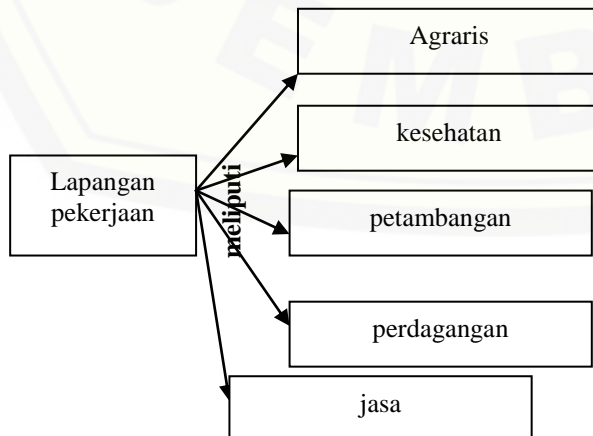 Agraris
kesehatan
Lapangan
pekerjaan
meliputi
petambangan
perdagangan
jasa